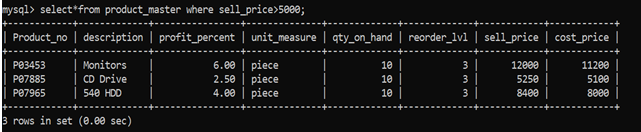 mysql> select*from product_master where sell_price>5000;
+------------+-------------+----------------+--------------+-------------+-------------+------------+------------+
| Product_no | description | profit_percent | unit_measure | qty_on_hand | reorder_lvl | sell_price | cost_price |
+------------+-------------+----------------+--------------+-------------+-------------+------------+------------+
| P03453 | Monitors | 6.00 | piece | 10 | 3 | 12000 | 11200 |
| P07885 | CD Drive | 2.50 | piece | 10 | 3 | 5250 | 5100 |
| P07965 | 540 HDD | 4.00 | piece | 10 | 3 | 8400 | 8000 |
+------------+-------------+----------------+--------------+-------------+-------------+------------+------------+
3 rows in set (0.00 sec)